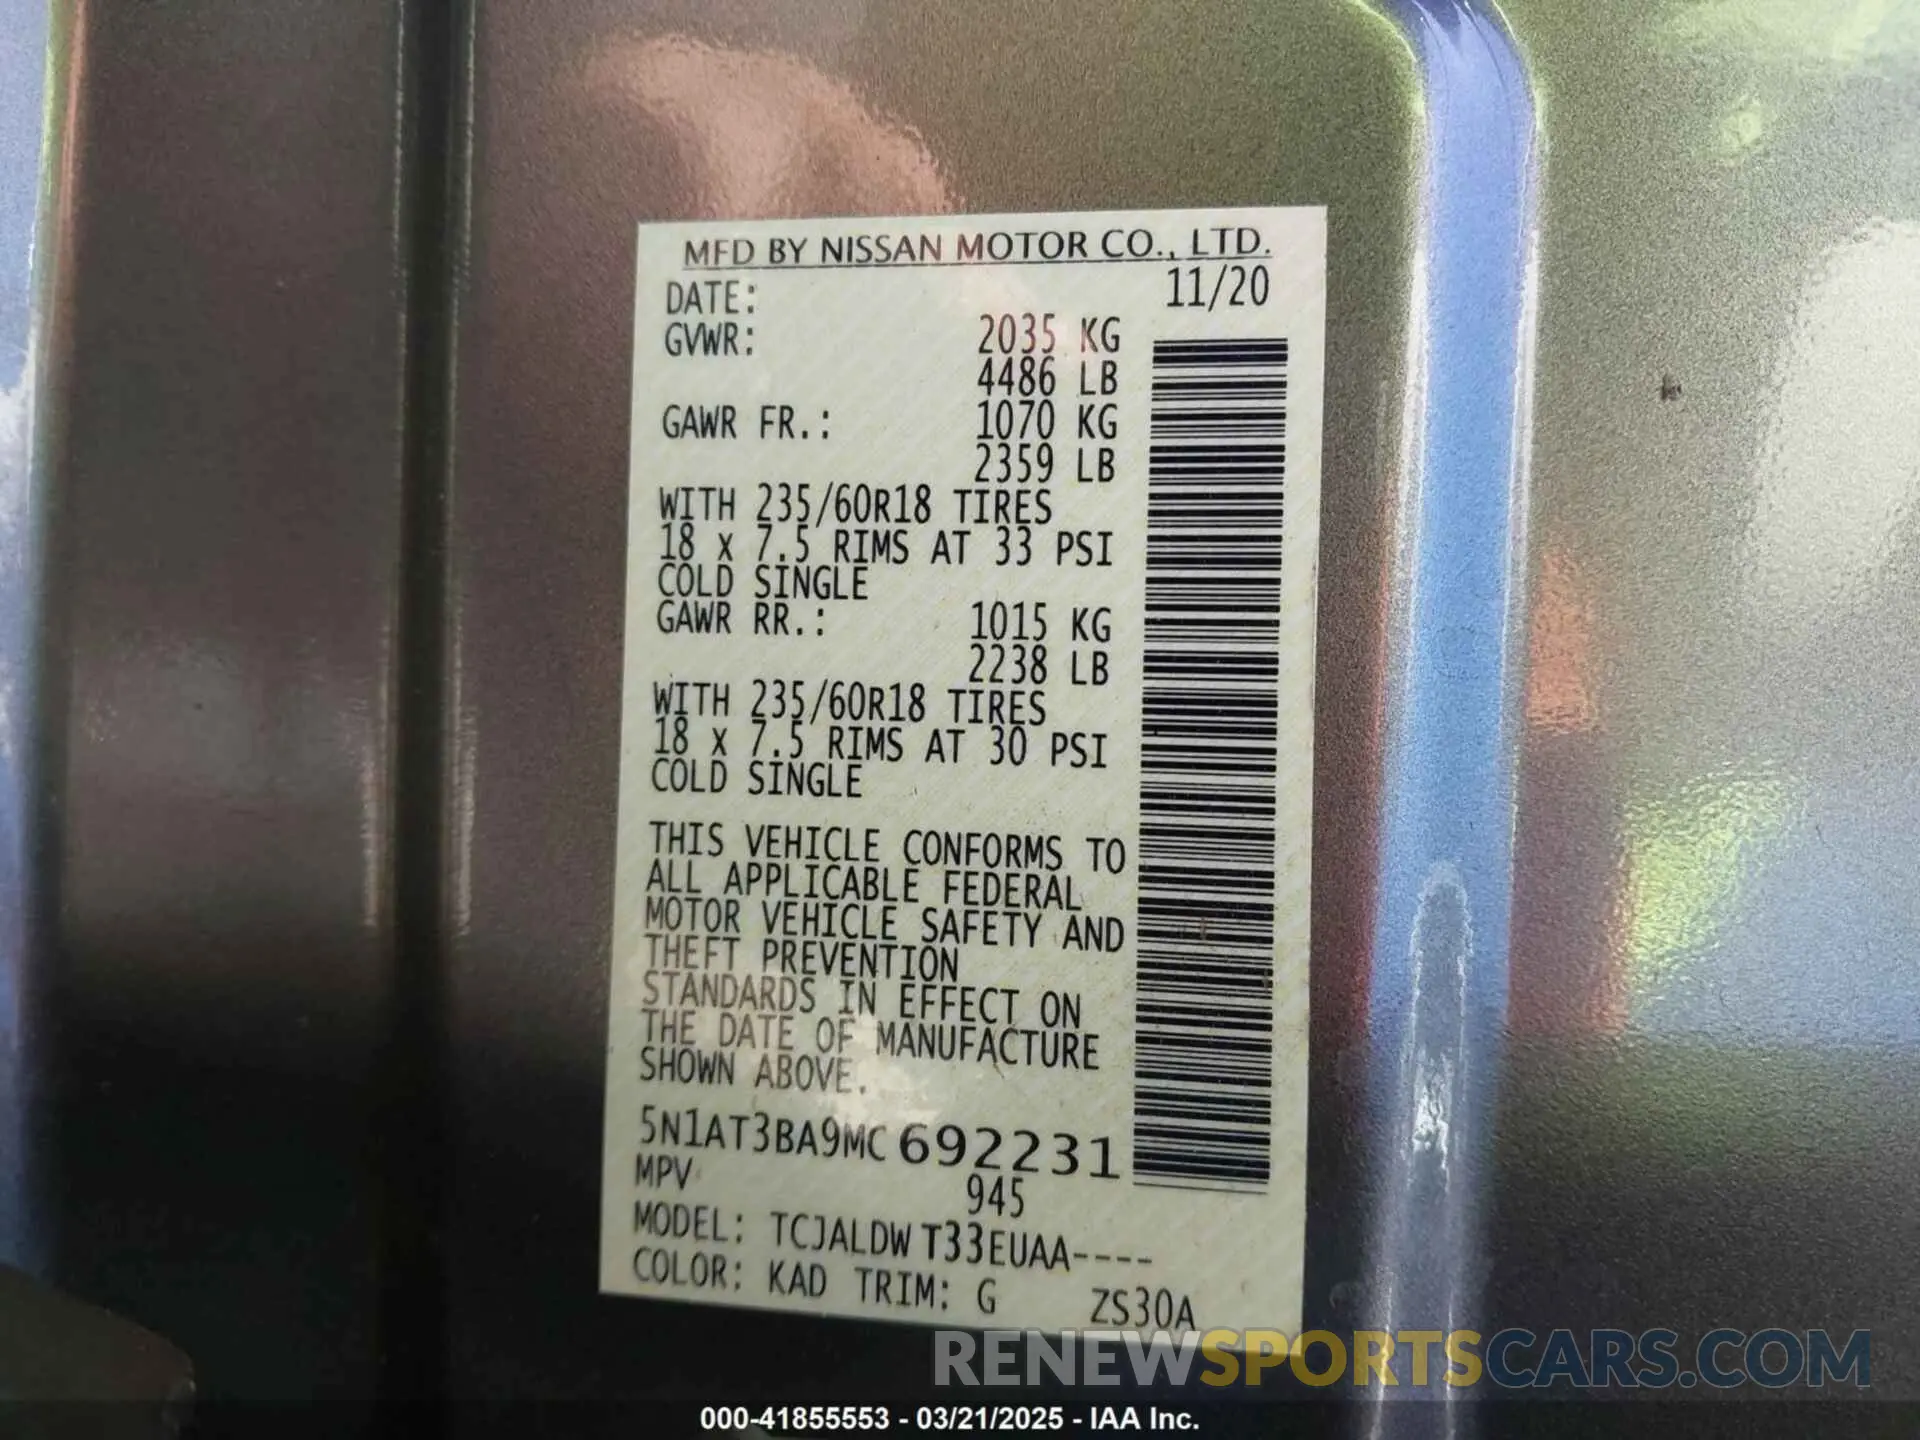 MFD BY NISSAN MOTOR CO., LTD.
DATE: 11/20
GVWR: 2035 KG
4486 LB
GAWR FR.: 1070 KG
2359 LB
WITH 235/60R18 TIRES
18 x 7.5 RIMS AT 33 PSI
COLD SINGLE
GAWR RR.: 1015 KG
2238 LB
WITH 235/60R18 TIRES
18 x 7.5 RIMS AT 30 PSI
COLD SINGLE
THIS VEHICLE CONFORMS TO
ALL APPLICABLE FEDERAL
MOTOR VEHICLE SAFETY AND
THEFT PREVENTION
STANDARDS IN EFFECT ON
THE DATE OF MANUFACTURE
SHOWN ABOVE.
5N1AT3BA9MC692231
MPV 945
MODEL: TCJALDW T33EUAA----
COLOR: KAD TRIM: G ZS30A
RENEWSPORTSCARS.COM
000-41855553 - 03/21/2025 - IAA Inc.